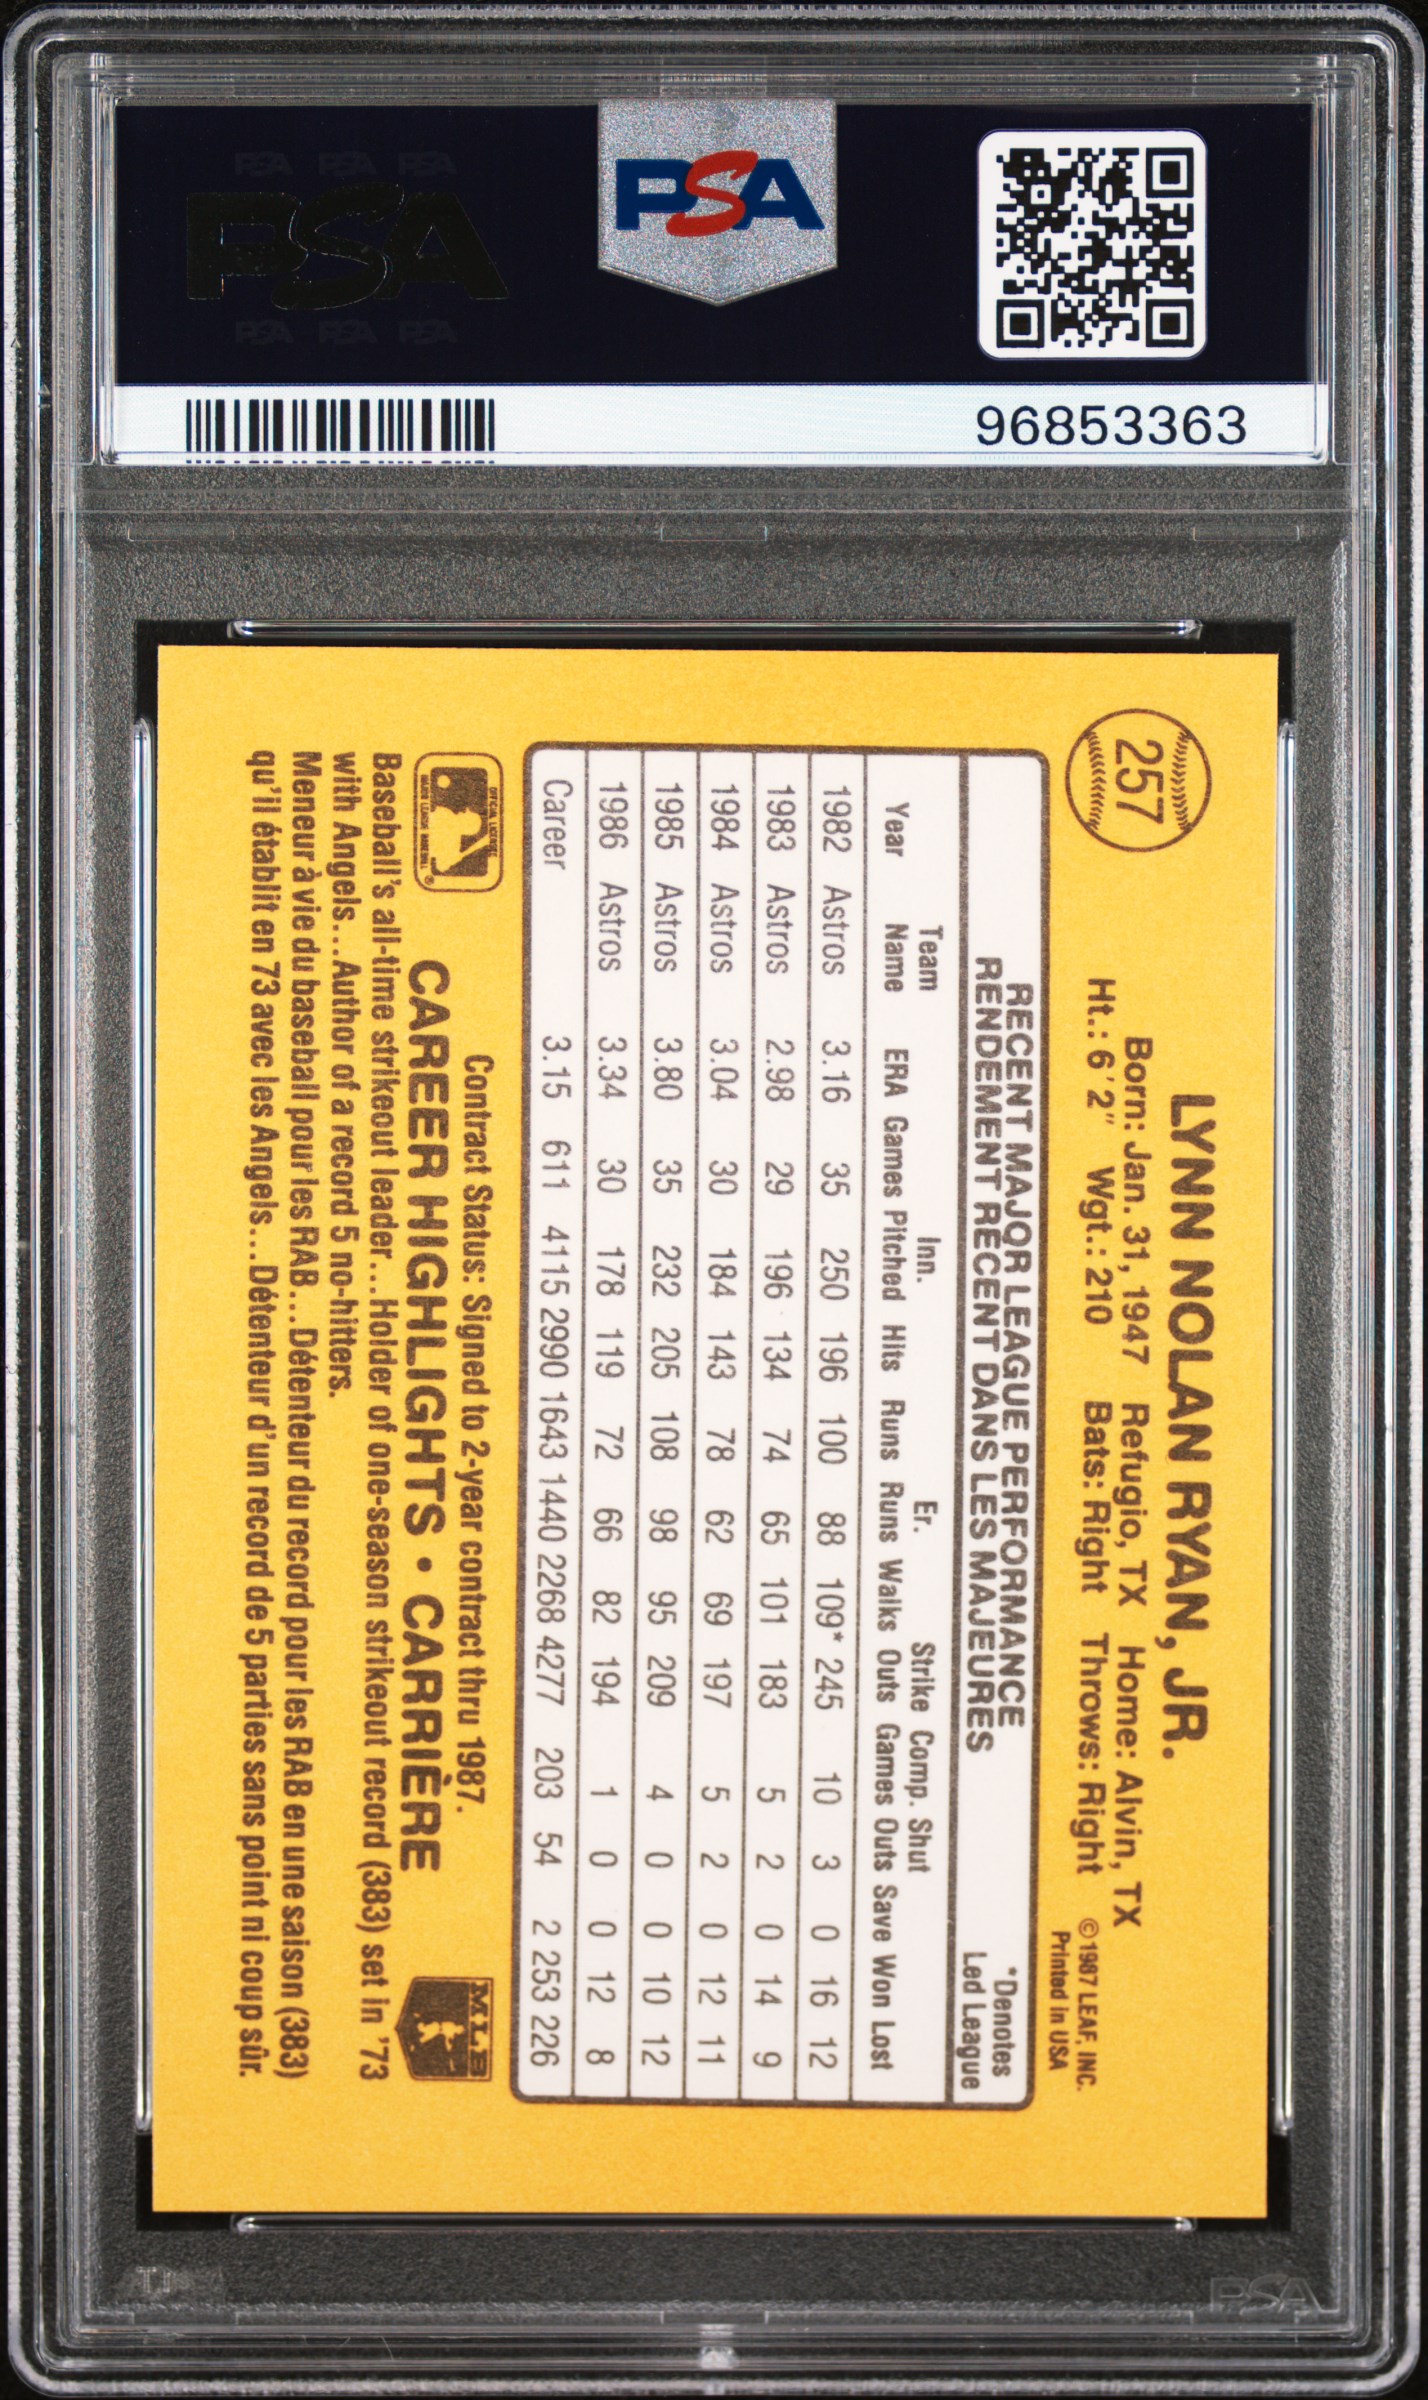 PSA PSA PSA
PSA
PSA PSA PSA
PSA
96853363
257
LYNN NOLAN RYAN, JR.
Born: Jan. 31, 1947 Refugio, TX Home: Alvin, TX
Ht.: 6'2" Wgt.: 210 Bats: Right Throws: Right
©1987 LEAF, INC.
Printed in USA
RECENT MAJOR LEAGUE PERFORMANCE
RENDEMENT RECENT DANS LES MAJEURES
*Denotes
Led League
Team Inn. Er. Strike Comp. Shut
Year Name ERA Games Pitched Hits Runs Runs Walks Outs Games Outs Save Won Lost
1982 Astros 3.16 35 250 196 100 88 109* 245 10 3 0 16 12
1983 Astros 2.98 29 196 134 74 65 101 183 5 2 0 14 9
1984 Astros 3.04 30 184 143 78 62 69 197 5 2 0 12 11
1985 Astros 3.80 35 232 205 108 98 95 209 4 0 0 10 12
1986 Astros 3.34 30 178 119 72 66 82 194 1 0 0 12 8
Career 3.15 611 4115 2990 1643 1440 2268 4277 203 54 2 253 226
OFFICIAL LICENSEE
MAJOR LEAGUE BASEBALL
®
Contract Status: Signed to 2-year contract thru 1987.
CAREER HIGHLIGHTS • CARRIÈRE
MLB
Baseball's all-time strikeout leader...Holder of one-season strikeout record (383) set in '73
with Angels...Author of a record 5 no-hitters.
Meneur à vie du baseball pour les RAB...Détenteur du record pour les RAB en une saison (383)
qu'il établit en 73 avec les Angels...Détenteur d'un record de 5 parties sans point ni coup sûr.
PSA